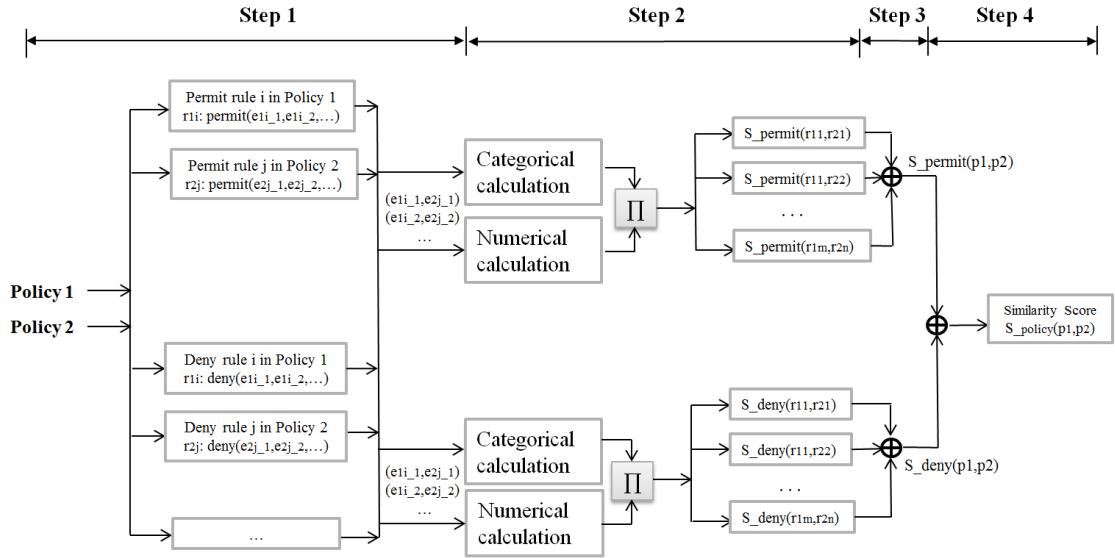 Step 1
Step 2
Step 3
Step 4
Policy 1
Policy 2
Permit rule i in Policy 1
r1i: permit(e1i_1,e1i_2,...)
Permit rule j in Policy 2
r2j: permit(e2j_1,e2j_2,...)
Deny rule i in Policy 1
r1i: deny(e1i_1,e1i_2,...)
Deny rule j in Policy 2
r2j: deny(e2j_1,e2j_2,...)
...
(e1i_1,e2j_1)
(e1i_2,e2j_2)
...
Categorical
calculation
Numerical
calculation
∏
S_permit(r11,r21)
S_permit(r11,r22)
...
S_permit(r1m,r2n)
S_permit(p1,p2)
(e1i_1,e2j_1)
(e1i_2,e2j_2)
...
Categorical
calculation
Numerical
calculation
∏
S_deny(r11,r21)
S_deny(r11,r22)
...
S_deny(r1m,r2n)
S_deny(p1,p2)
Similarity Score
S_policy(p1,p2)